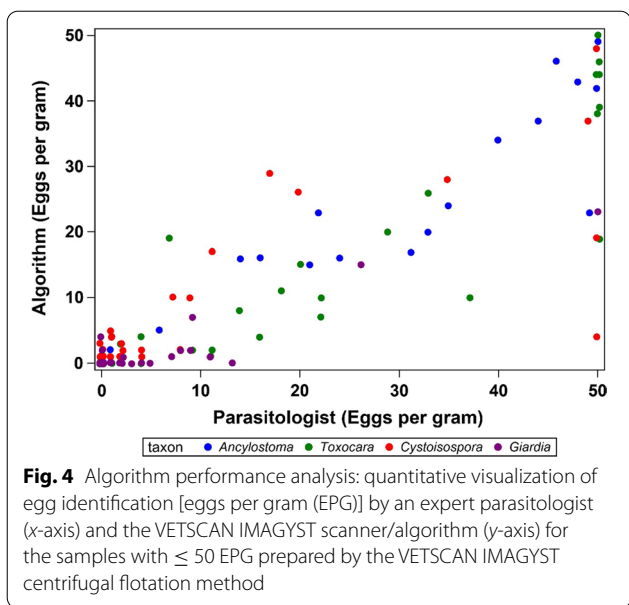 50
40
30
20
10
0
Algorithm (Eggs per gram)
0 10 20 30 40 50
Parasitologist (Eggs per gram)
taxon Ancylostoma Toxocara Cystoisospora Giardia
Fig. 4 Algorithm performance analysis: quantitative visualization of
egg identification [eggs per gram (EPG)] by an expert parasitologist
(x-axis) and the VETSCAN IMAGYST scanner/algorithm (y-axis) for
the samples with ≤ 50 EPG prepared by the VETSCAN IMAGYST
centrifugal flotation method